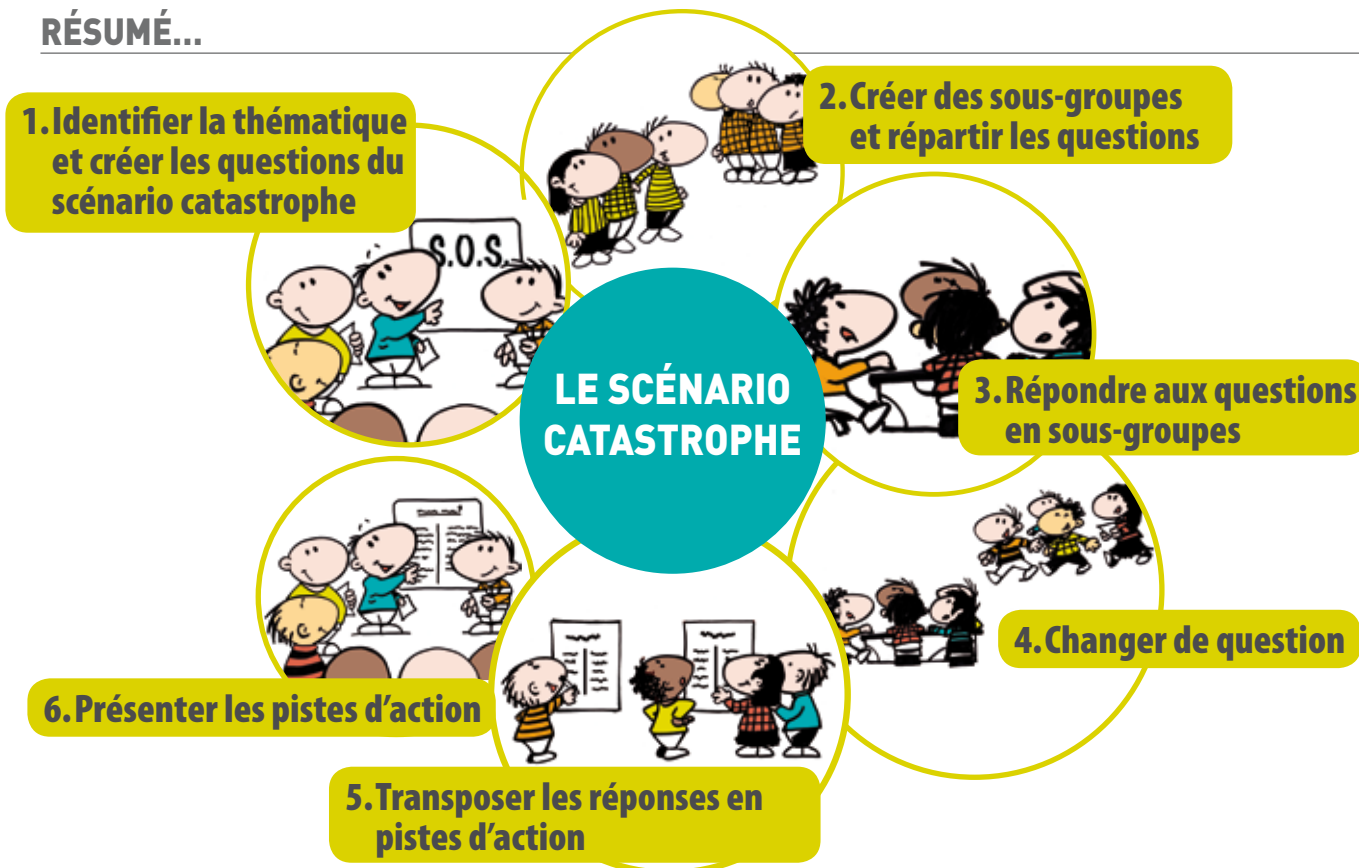 RÉSUMÉ...
1. Identifier la thématique
et créer les questions du
scénario catastrophe
2. Créer des sous-groupes
et répartir les questions
S.O.S.
LE SCÉNARIO
CATASTROPHE
3. Répondre aux questions
en sous-groupes
4. Changer de question
6. Présenter les pistes d’action
5. Transposer les réponses en
pistes d’action